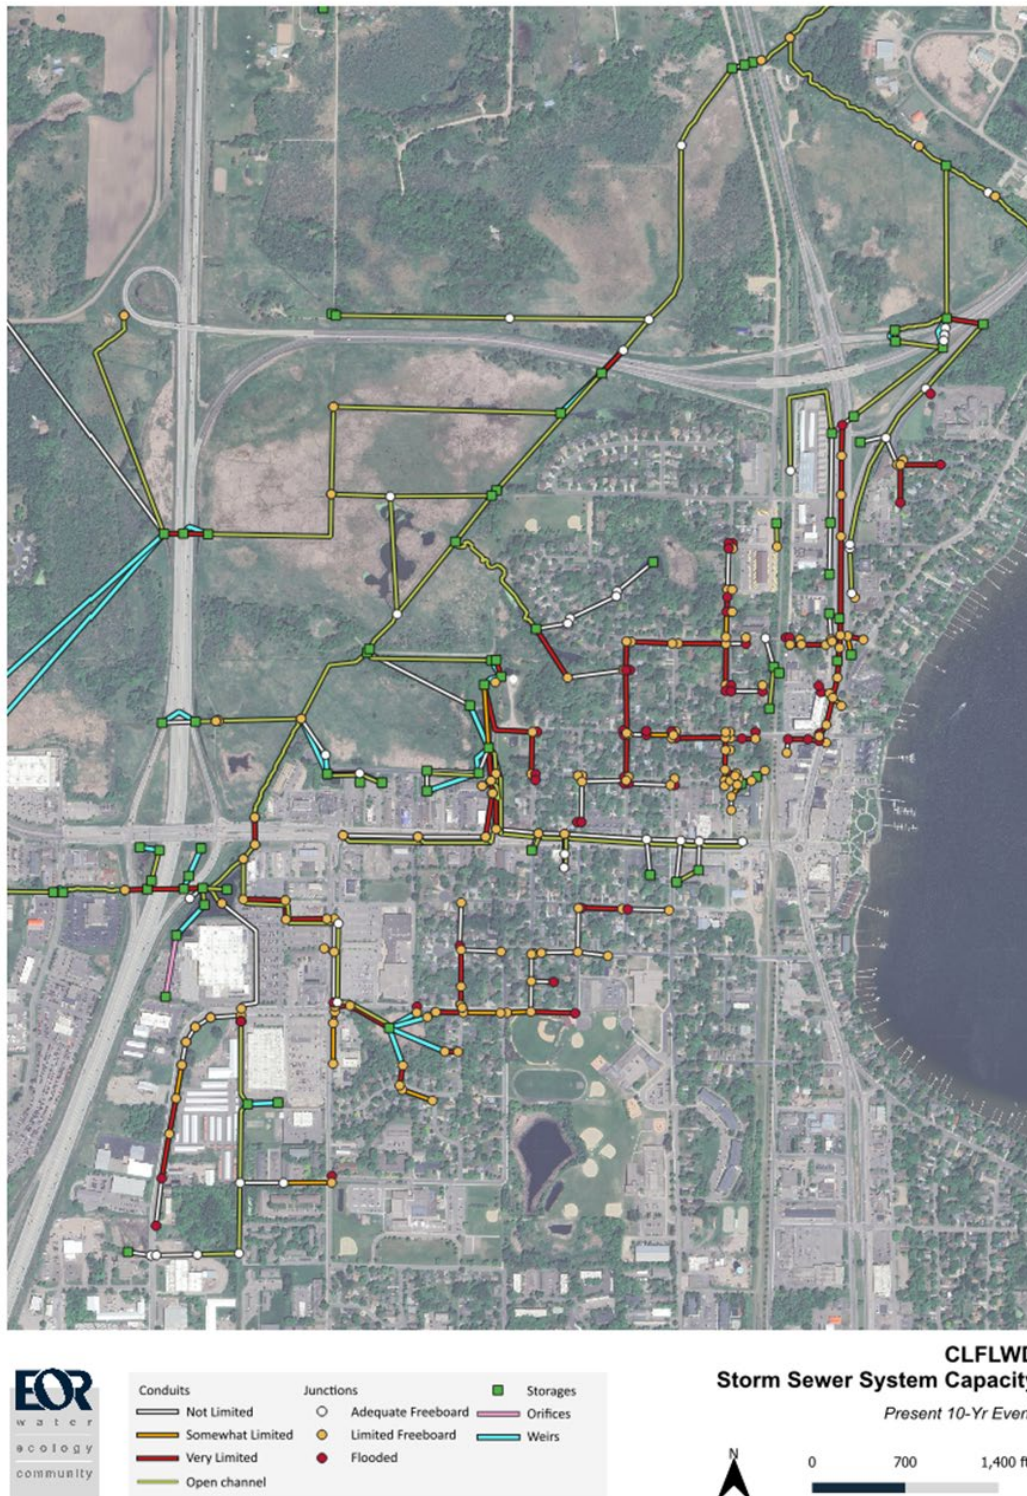 CLFLWD
Storm Sewer System Capacity
Present 10-Yr Event
EOR
water
ecology
community
Conduits
Not Limited
Somewhat Limited
Very Limited
Open channel
Junctions
Adequate Freeboard
Limited Freeboard
Flooded
Storages
Orifices
Weirs
N
0 700 1,400 ft